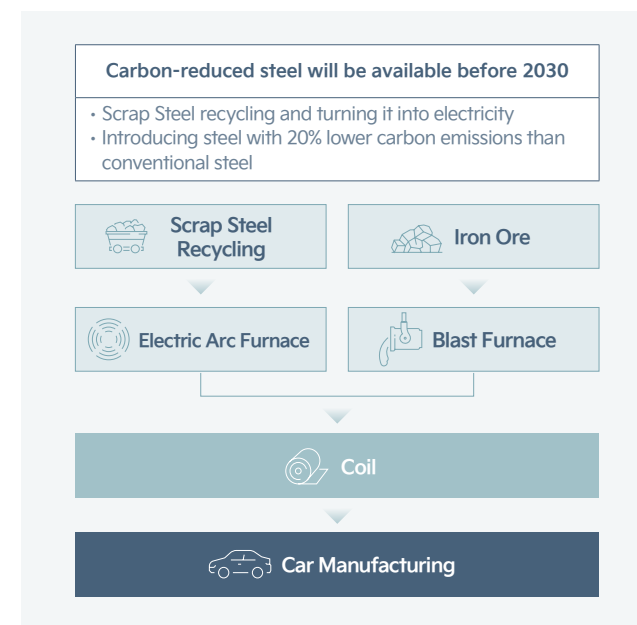 Carbon-reduced steel will be available before 2030
· Scrap Steel recycling and turning it into electricity
· Introducing steel with 20% lower carbon emissions than
conventional steel
Scrap Steel
Recycling
Iron Ore
Electric Arc Furnace
Blast Furnace
Coil
Car Manufacturing